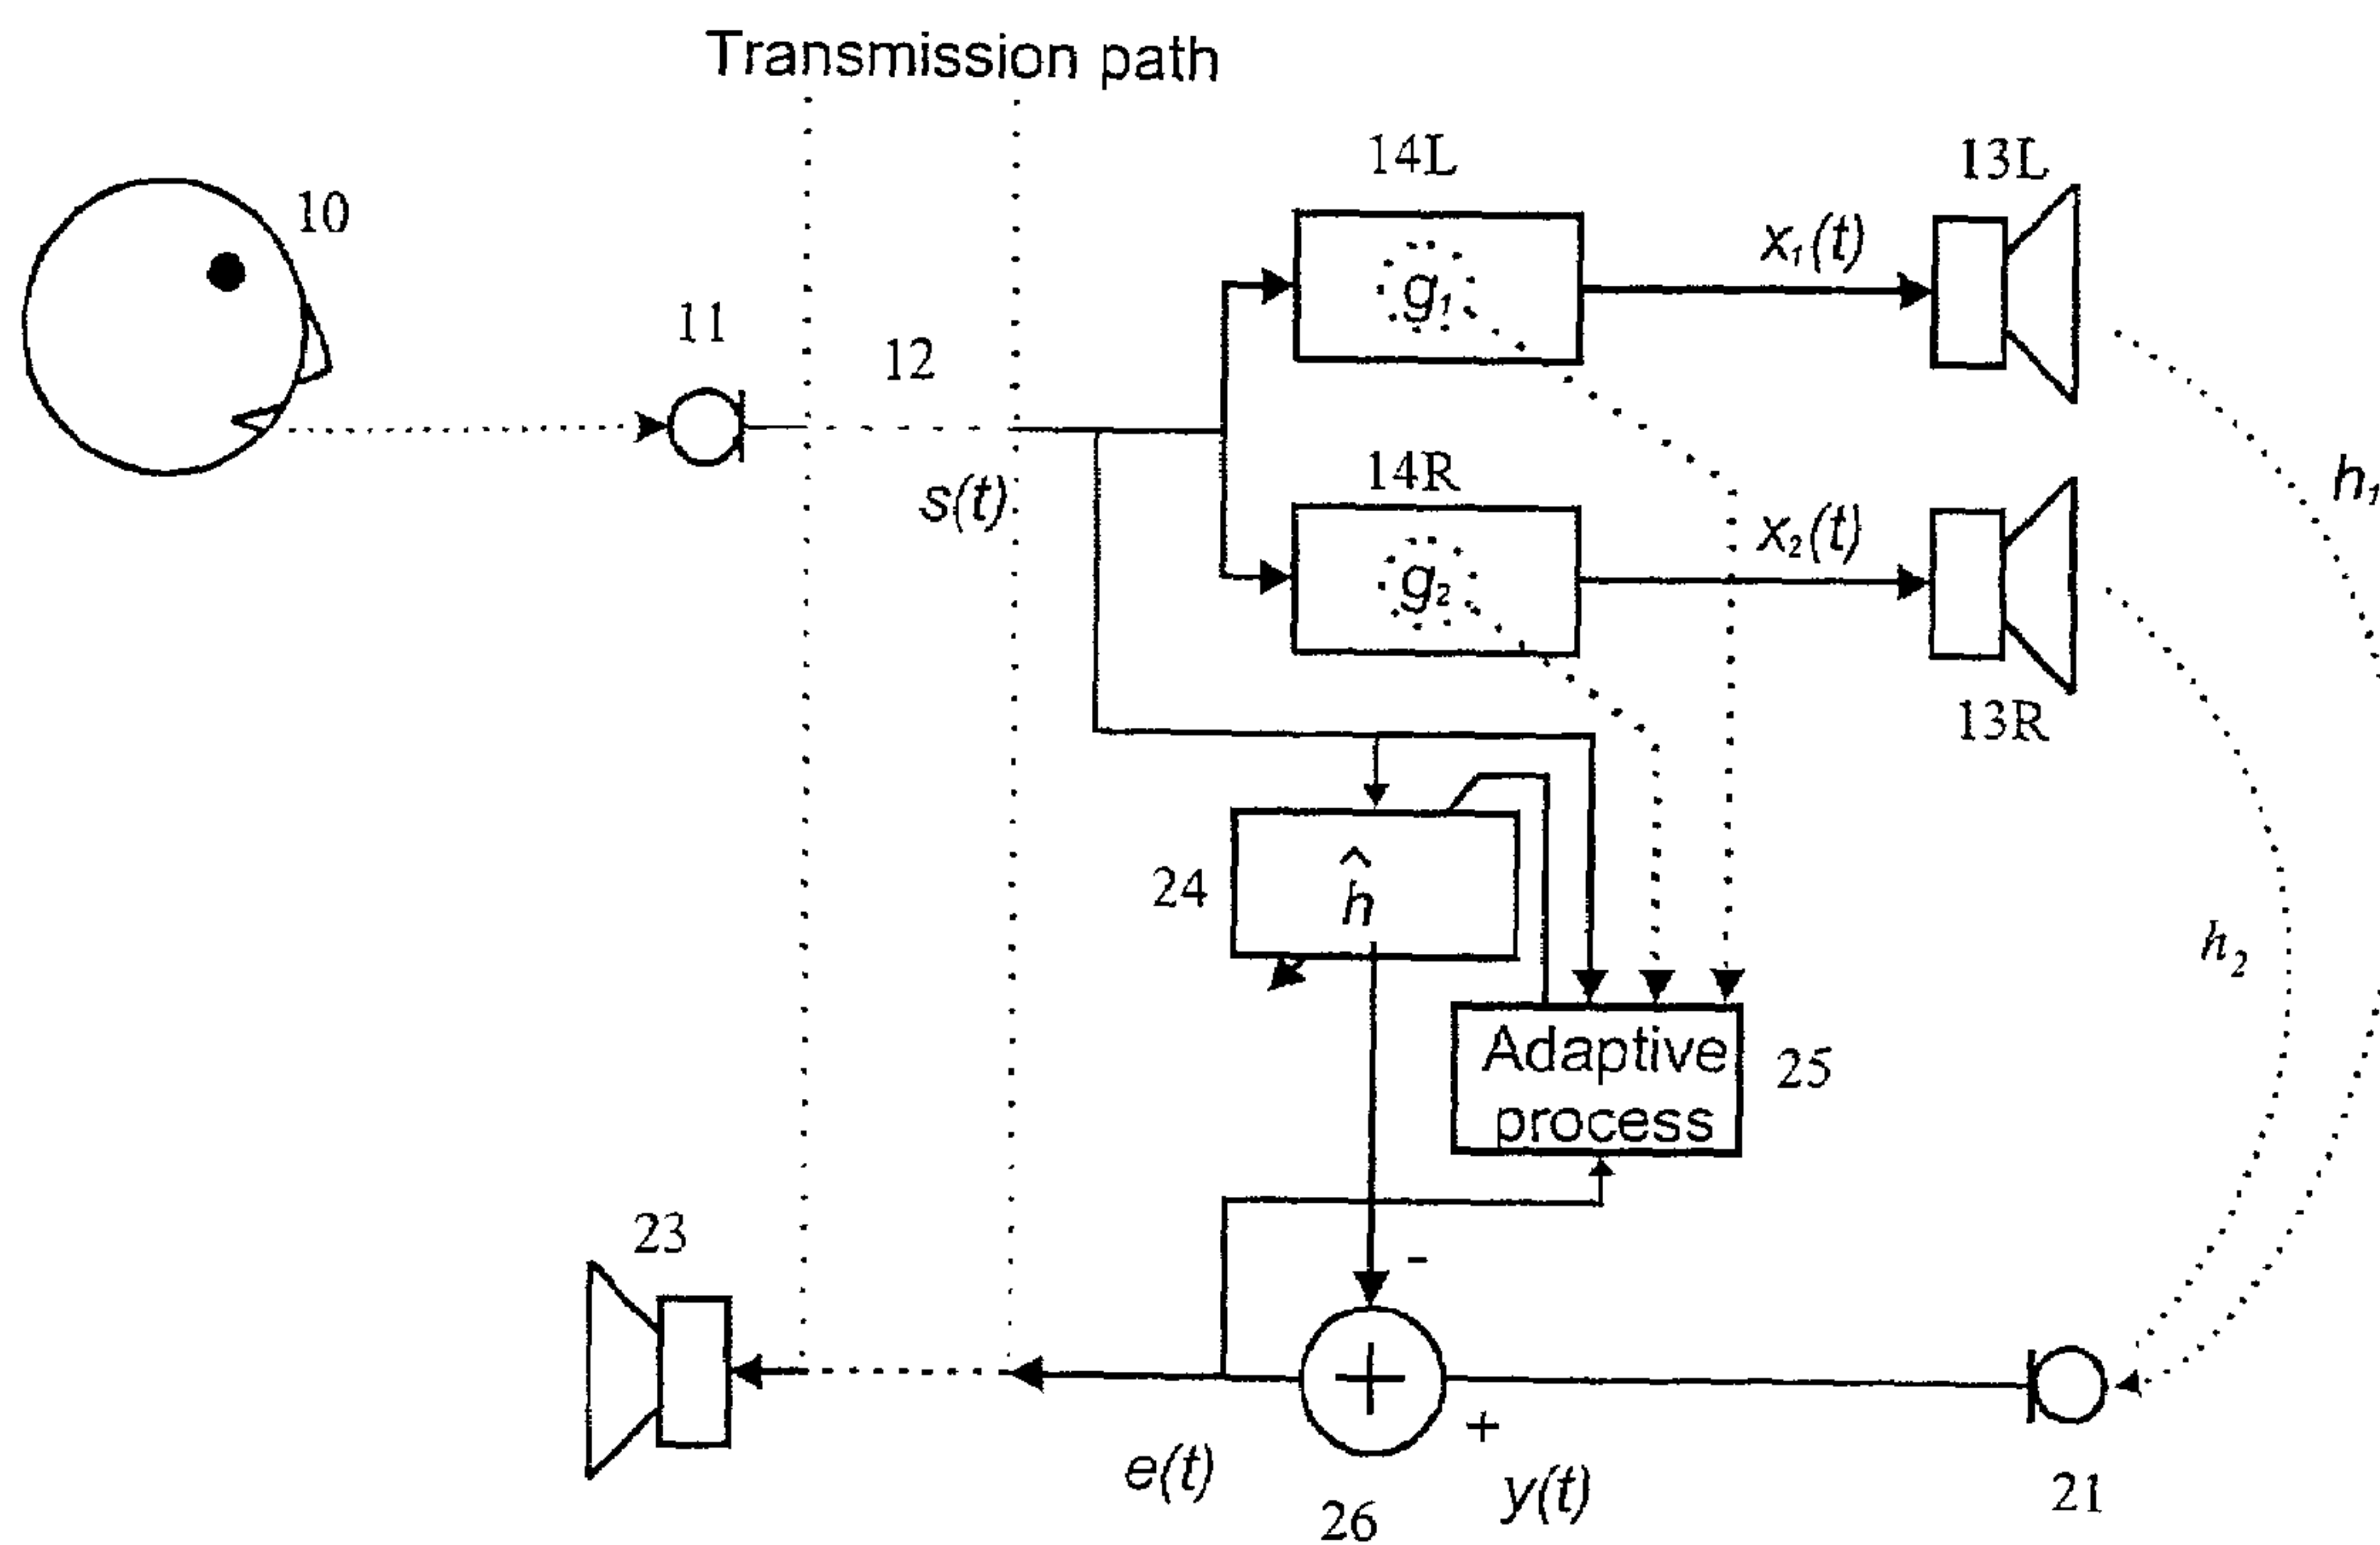 Transmission path
14L
13L
10
x₁(t)
g₁
11
12
h₁
14R
s(t)
x₂(t)
g₂
13R
24
ĥ
h₂
Adaptive
process
25
23
-
+
+
e(t)
y(t)
26
21